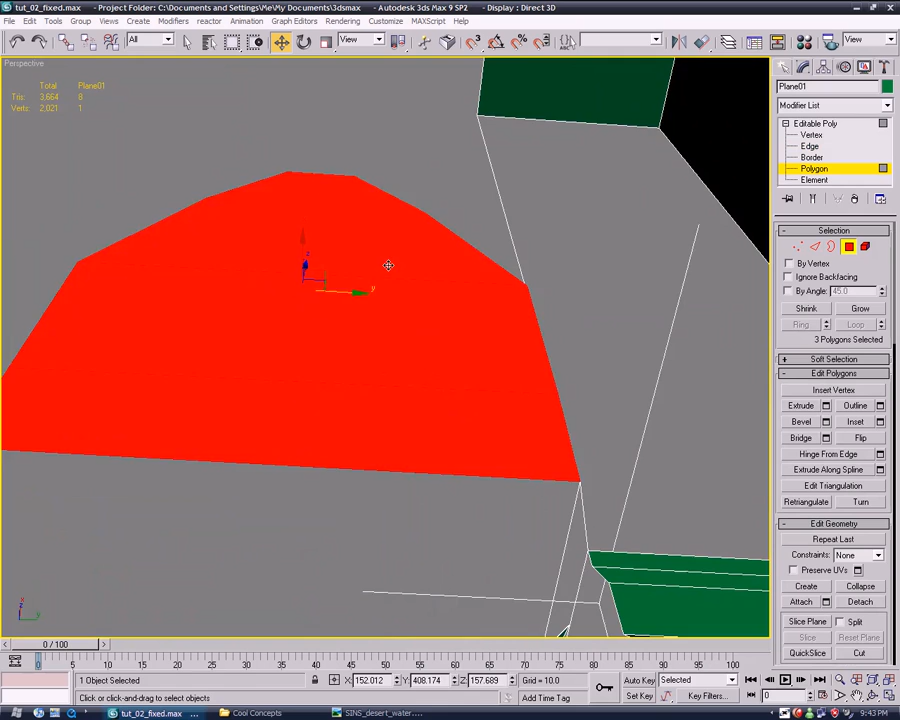 tut_02_fixed.max - Project Folder: C:\Documents and Settings\Me\My Documents\3dsmax - Autodesk 3ds Max 9 SP2 - Display : Direct 3D
File Edit Tools Group Views Create Modifiers reactor Animation Graph Editors Rendering Customize MAXScript Help
All View View
Perspective
Total Plane01
Tris: 3,664 8
Verts: 2,021 1
z
y
Plane01
Modifier List
Editable Poly
Vertex
Edge
Border
Polygon
Element
Selection
By Vertex
Ignore Backfacing
By Angle: 45.0
Shrink Grow
Ring Loop
3 Polygons Selected
Soft Selection
Edit Polygons
Insert Vertex
Extrude Outline
Bevel Inset
Bridge Flip
Hinge From Edge
Extrude Along Spline
Edit Triangulation
Retriangulate Turn
Edit Geometry
Repeat Last
Constraints: None
Preserve UVs
Create Collapse
Attach Detach
Slice Plane Split
Slice Reset Plane
QuickSlice Cut
0 / 100
0 5 10 15 20 25 30 35 40 45 50 55 60 65 70 75 80 85 90 95 100
1 Object Selected X: 152.012 Y: 408.174 Z: 157.689 Grid = 10.0 Auto Key Selected
Click or click-and-drag to select objects Add Time Tag Set Key Key Filters... 0
tut_02_fixed.max Cool Concepts SINS_desert_water.... 9:43 PM